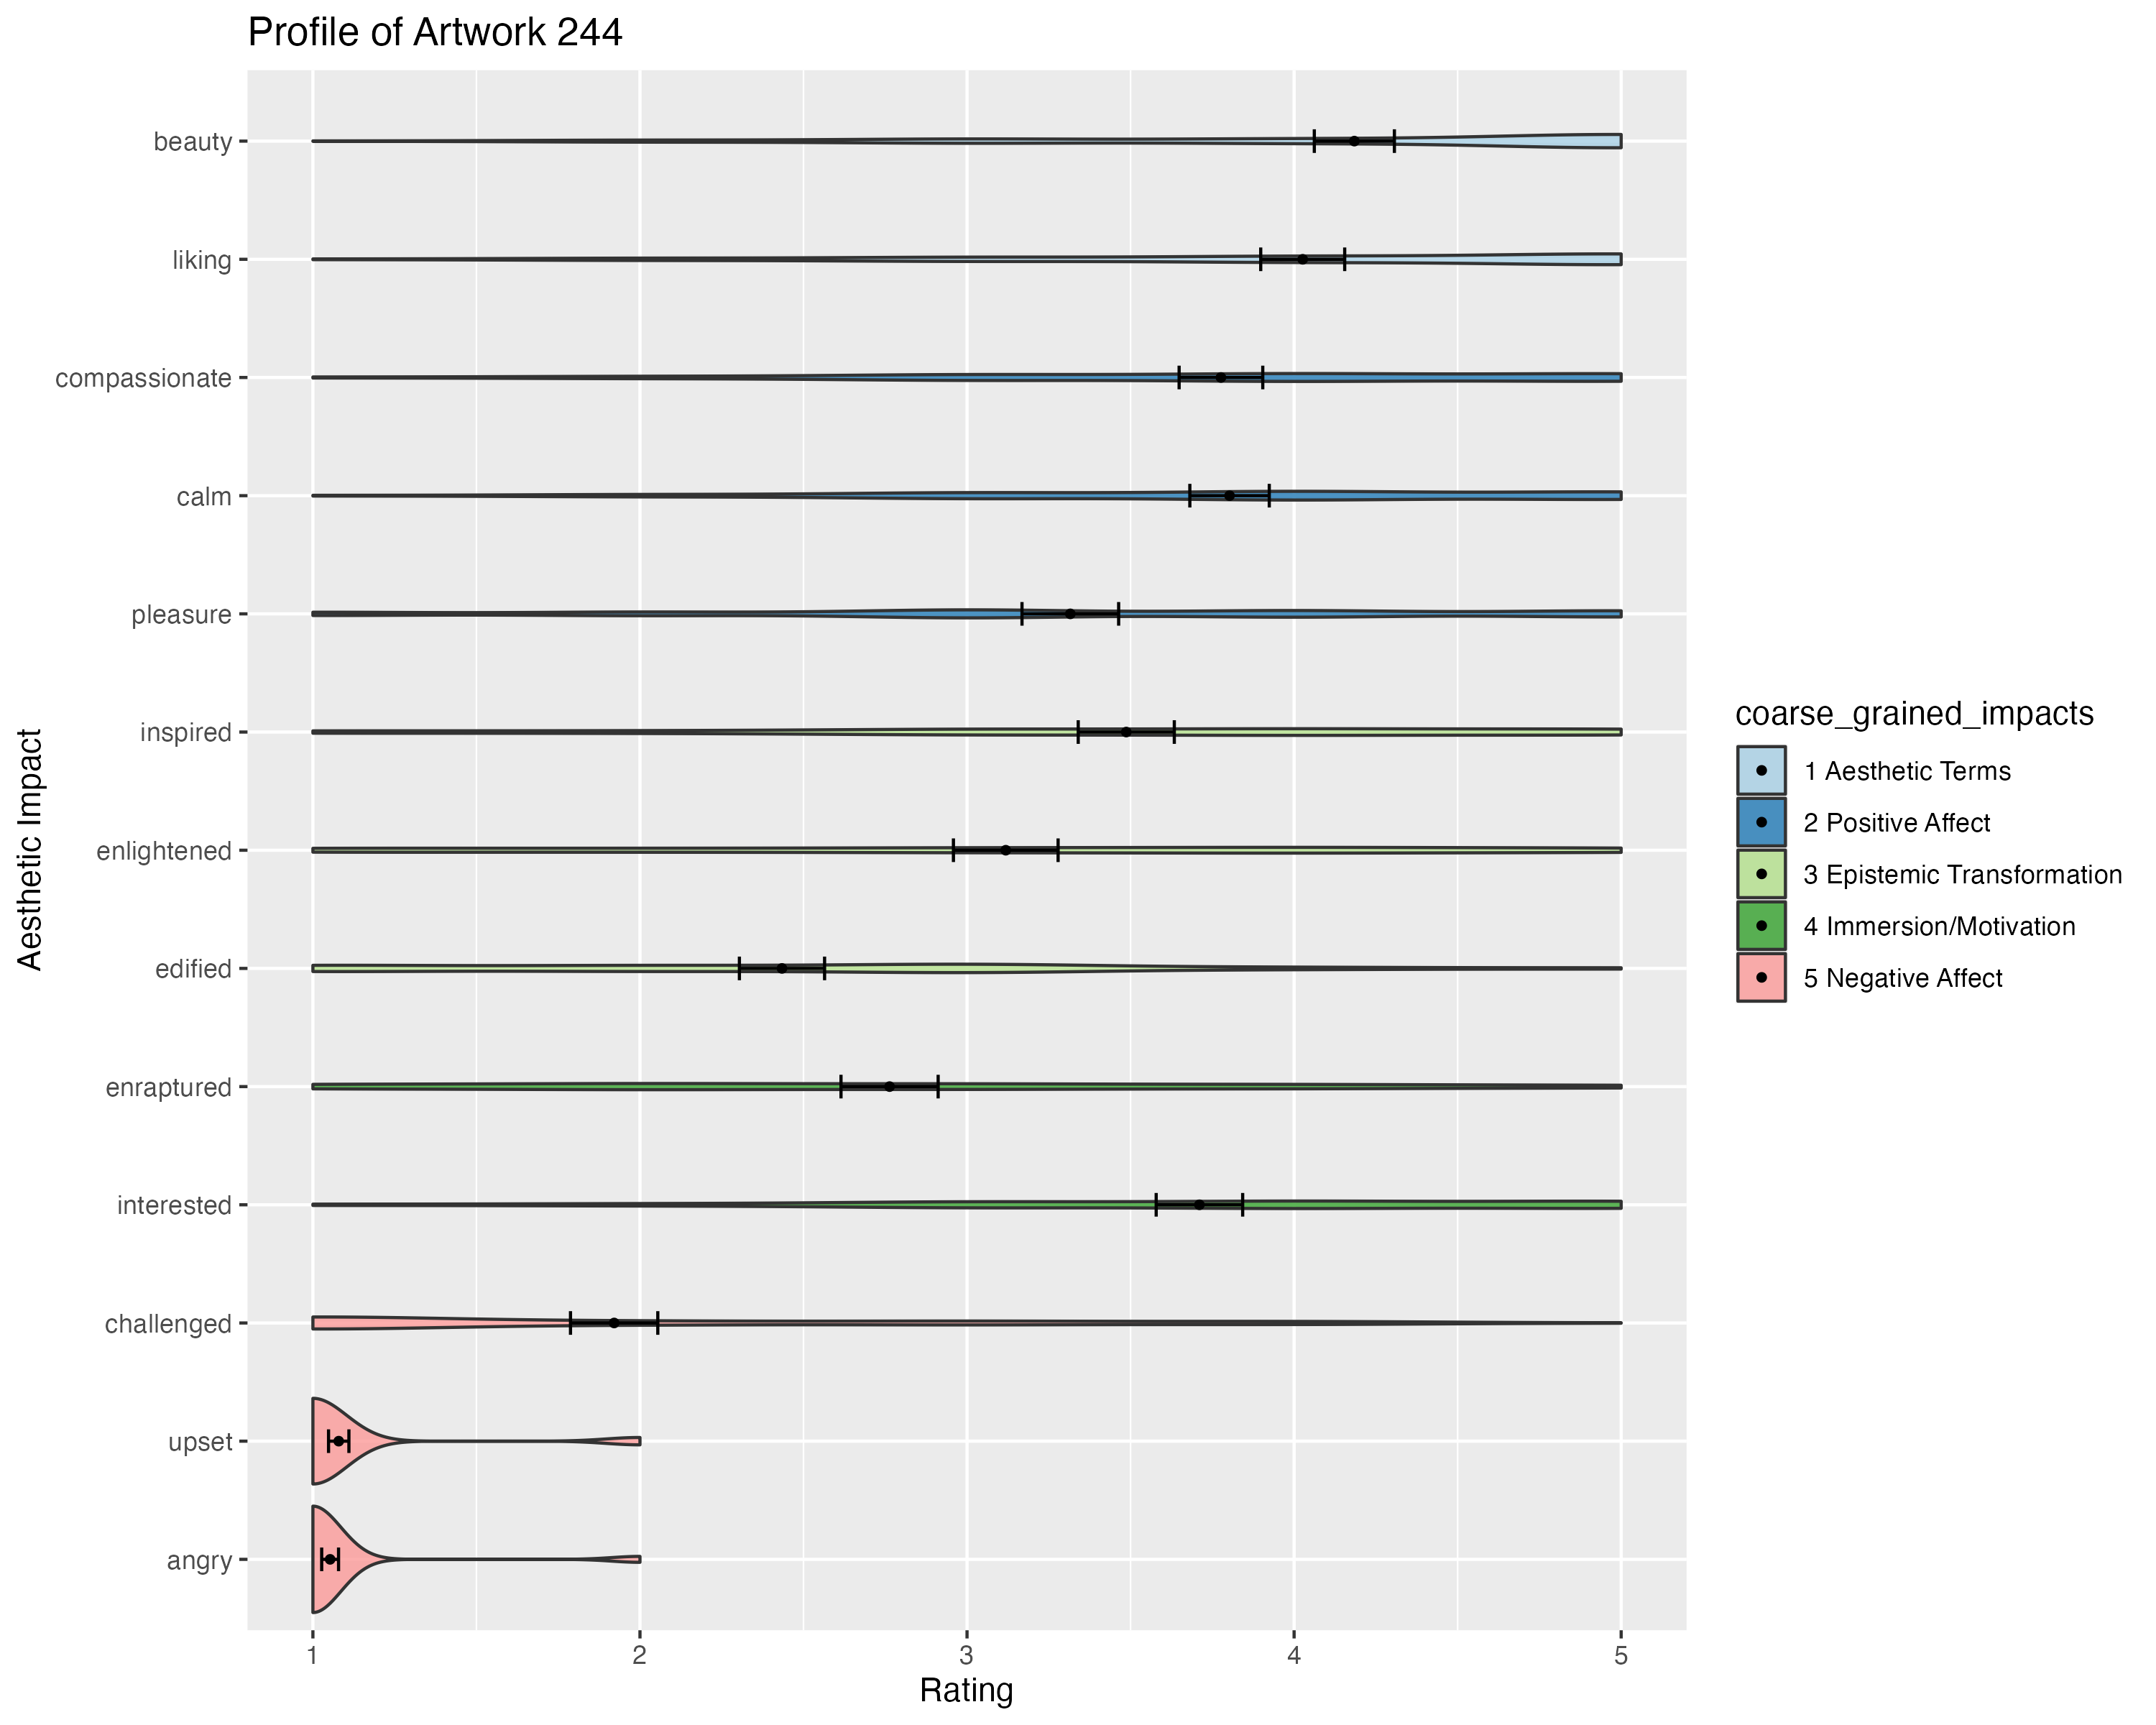 Profile of Artwork 244
beauty
liking
compassionate
calm
pleasure
inspired
enlightened
edified
enraptured
interested
challenged
upset
angry
Aesthetic Impact
1 2 3 4 5
Rating
coarse_grained_impacts
1 Aesthetic Terms
2 Positive Affect
3 Epistemic Transformation
4 Immersion/Motivation
5 Negative Affect